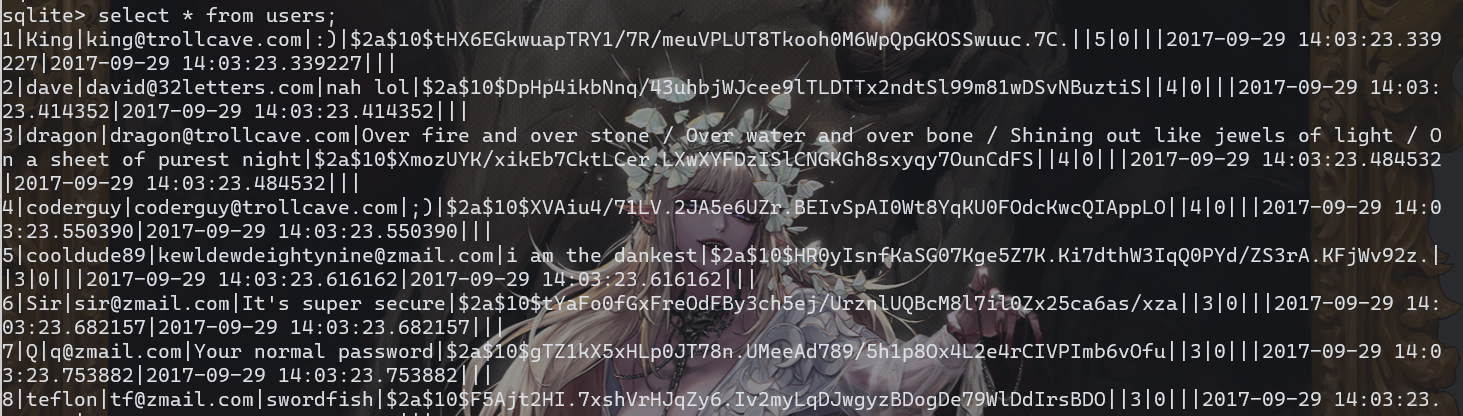 sqlite> select * from users;
1|King|king@trollcave.com|:)|$2a$10$tHX6EGkwuapTRY1/7R/meuVPLUT8Tkooh0M6WpQpGKOSSwuuc.7C.||5|0|||2017-09-29 14:03:23.339
227|2017-09-29 14:03:23.339227|||
2|dave|david@32letters.com|nah lol|$2a$10$DpHp4ikbNnq/43uhbjWJcee9lTLDTTx2ndtSl99m81wDSvNBuztiS||4|0|||2017-09-29 14:03:
23.414352|2017-09-29 14:03:23.414352|||
3|dragon|dragon@trollcave.com|Over fire and over stone / Over water and over bone / Shining out like jewels of light / O
n a sheet of purest night|$2a$10$XmozUYK/xikEb7CktLCer.LXwXYFDzISlCNGkGh8sxyqy7OunCdFS||4|0|||2017-09-29 14:03:23.484532
|2017-09-29 14:03:23.484532|||
4|coderguy|coderguy@trollcave.com|;)|$2a$10$XVAiu4/71LV.2JA5e6UZr.BEIvSpAI0Wt8YqKU0FOdcKwcQIAppLO||4|0|||2017-09-29 14:0
3:23.550390|2017-09-29 14:03:23.550390|||
5|cooldude89|kewldewdeightynine@zmail.com|i am the dankest|$2a$10$HR0yIsnfKaSG07Kge5Z7K.Ki7dthW3IqQ0PYd/ZS3rA.KFjWv92z.|
|3|0|||2017-09-29 14:03:23.616162|2017-09-29 14:03:23.616162|||
6|Sir|sir@zmail.com|It's super secure|$2a$10$tYaFo0fGxFreOdFBy3ch5ej/UrznlUQBcM8l7il0Zx25ca6as/xza||3|0|||2017-09-29 14:
03:23.682157|2017-09-29 14:03:23.682157|||
7|Q|q@zmail.com|Your normal password|$2a$10$gTZ1kX5xHLp0JT78n.UMeeAd789/5h1p8Ox4L2e4rCIVPImb6vOfu||3|0|||2017-09-29 14:0
3:23.753882|2017-09-29 14:03:23.753882|||
8|teflon|tf@zmail.com|swordfish|$2a$10$F5Ajt2HI.7xshVrHJqZy6.Iv2myLqDJwgyzBDogDe79WlDdIrsBDO||3|0|||2017-09-29 14:03:23.